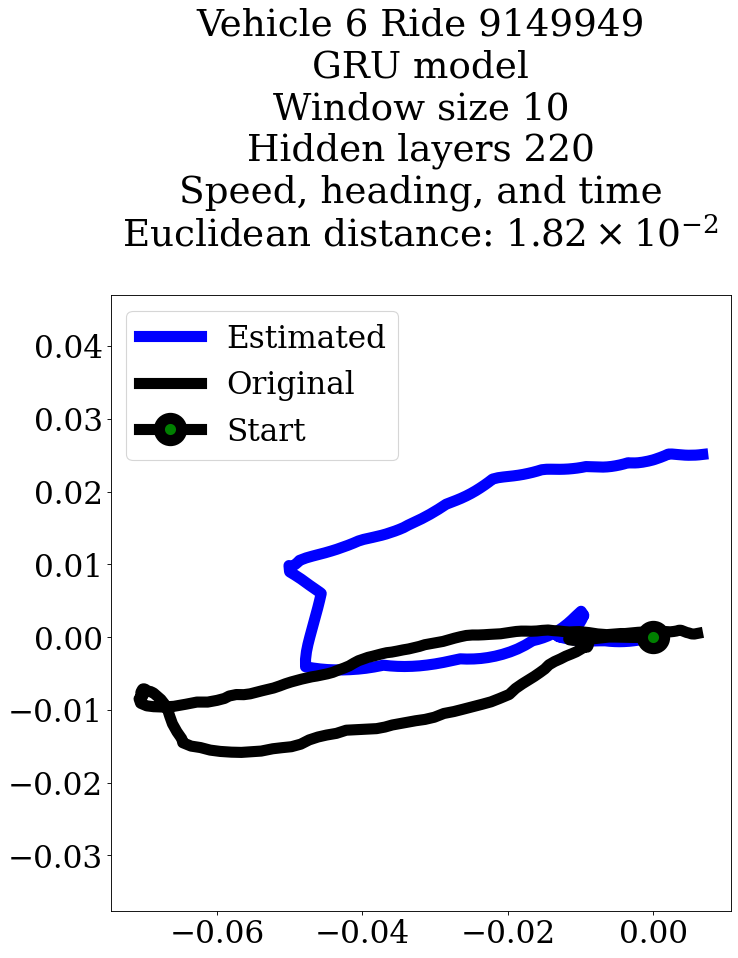 Vehicle 6 Ride 9149949
GRU model
Window size 10
Hidden layers 220
Speed, heading, and time
Euclidean distance: 1.82 × 10⁻²
Estimated
Original
Start
0.04
0.03
0.02
0.01
0.00
−0.01
−0.02
−0.03
−0.06
−0.04
−0.02
0.00